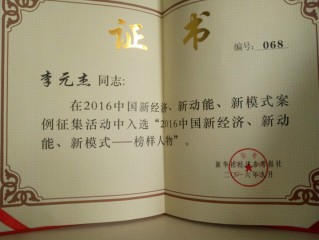 证书
编号：068
李元杰 同志：
在2016中国新经济、新动能、新模式案
例征集活动中入选“2016中国新经济、新动
能、新模式——榜样人物”。